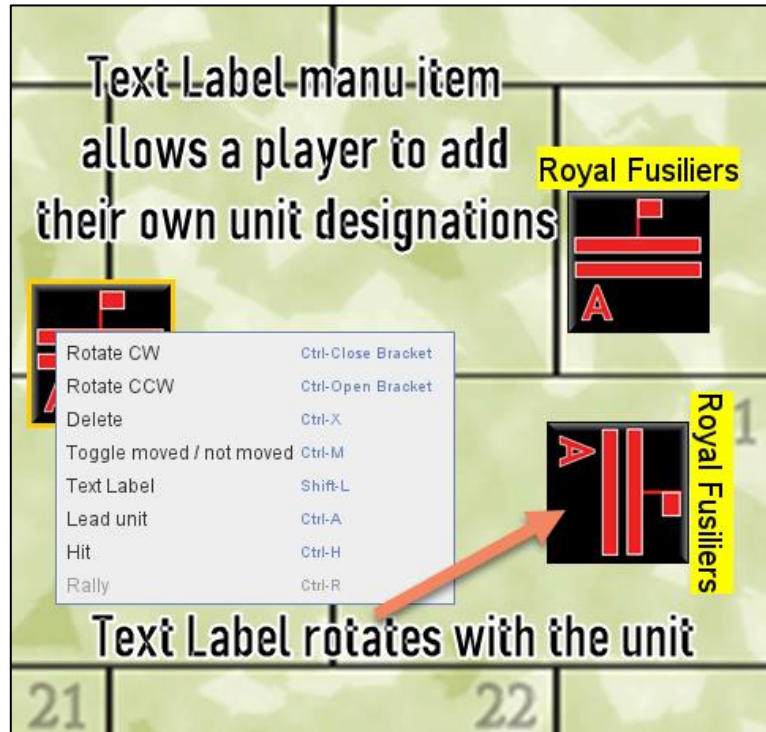 Text Label manu item
allows a player to add
their own unit designations
Royal Fusiliers
A
Rotate CW Ctrl-Close Bracket
Rotate CCW Ctrl-Open Bracket
Delete Ctrl-X
Toggle moved / not moved Ctrl-M
Text Label Shift-L
Lead unit Ctrl-A
Hit Ctrl-H
Rally Ctrl-R
A
Royal Fusiliers
1
Text Label rotates with the unit
21
22